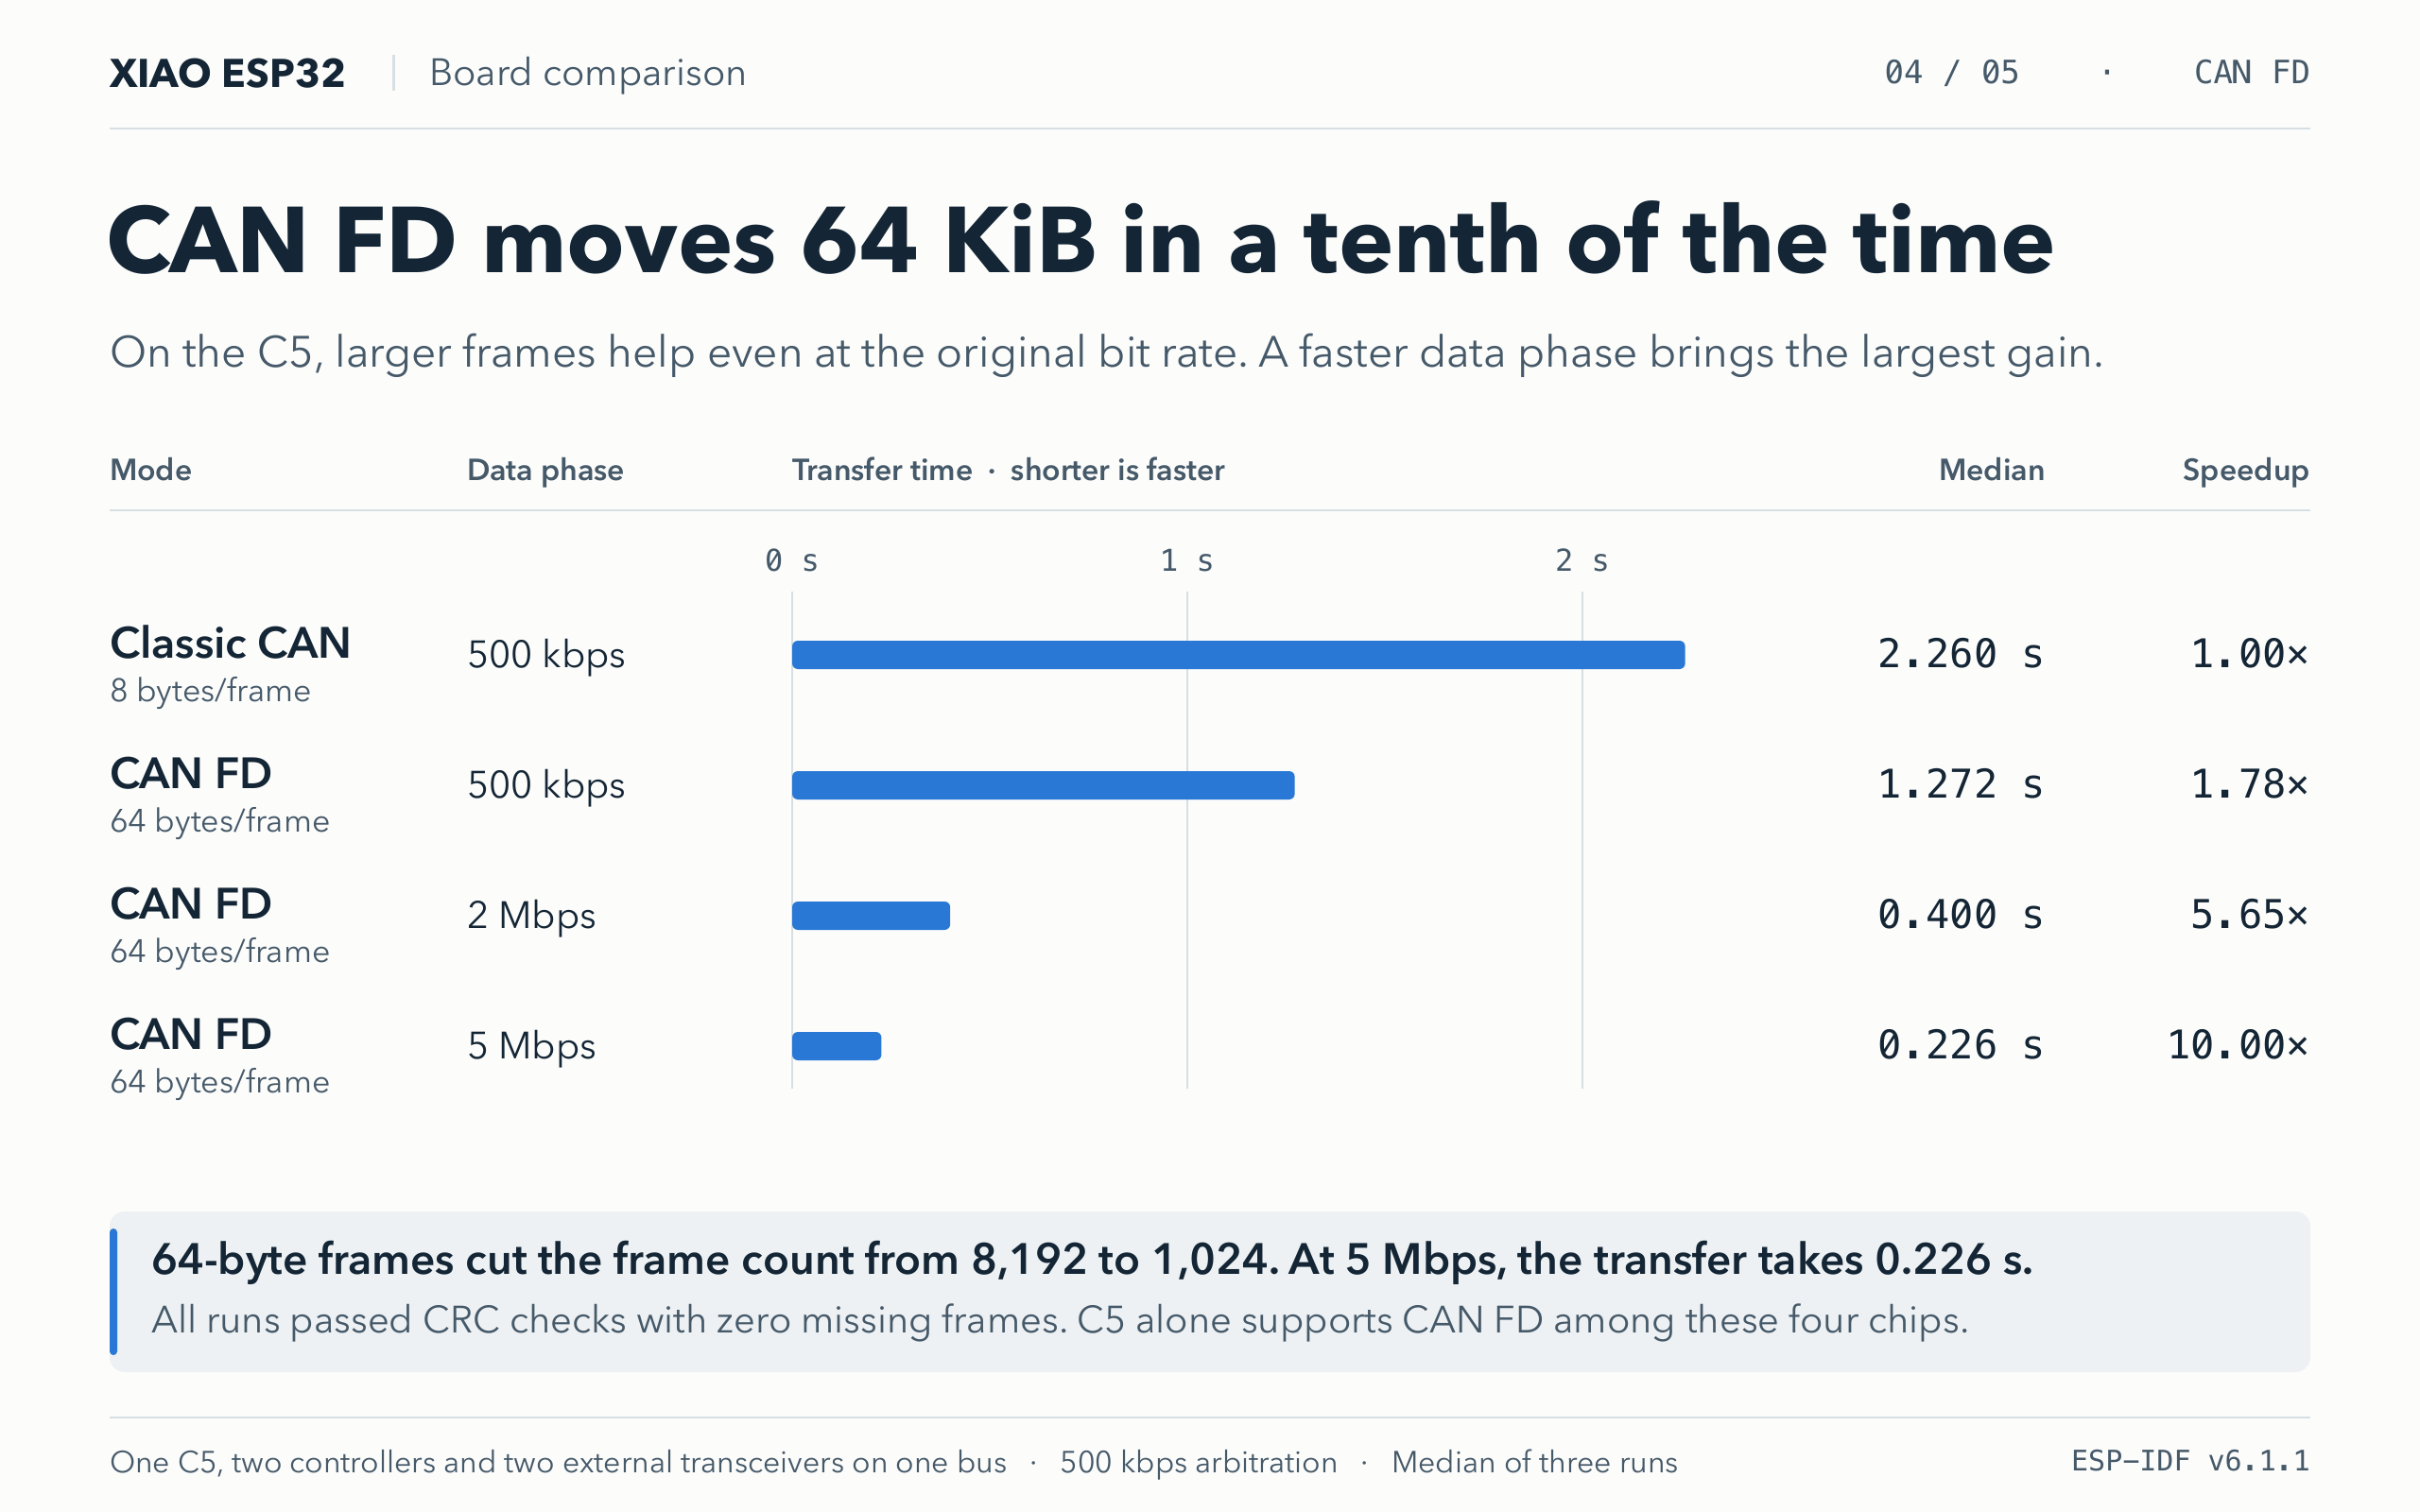 XIAO ESP32 | Board comparison 04 / 05 · CAN FD
CAN FD moves 64 KiB in a tenth of the time
On the C5, larger frames help even at the original bit rate. A faster data phase brings the largest gain.
Mode Data phase Transfer time · shorter is faster Median Speedup
0 s 1 s 2 s
Classic CAN 500 kbps 2.260 s 1.00×
8 bytes/frame
CAN FD 500 kbps 1.272 s 1.78×
64 bytes/frame
CAN FD 2 Mbps 0.400 s 5.65×
64 bytes/frame
CAN FD 5 Mbps 0.226 s 10.00×
64 bytes/frame
64-byte frames cut the frame count from 8,192 to 1,024. At 5 Mbps, the transfer takes 0.226 s.
All runs passed CRC checks with zero missing frames. C5 alone supports CAN FD among these four chips.
One C5, two controllers and two external transceivers on one bus · 500 kbps arbitration · Median of three runs ESP-IDF v6.1.1